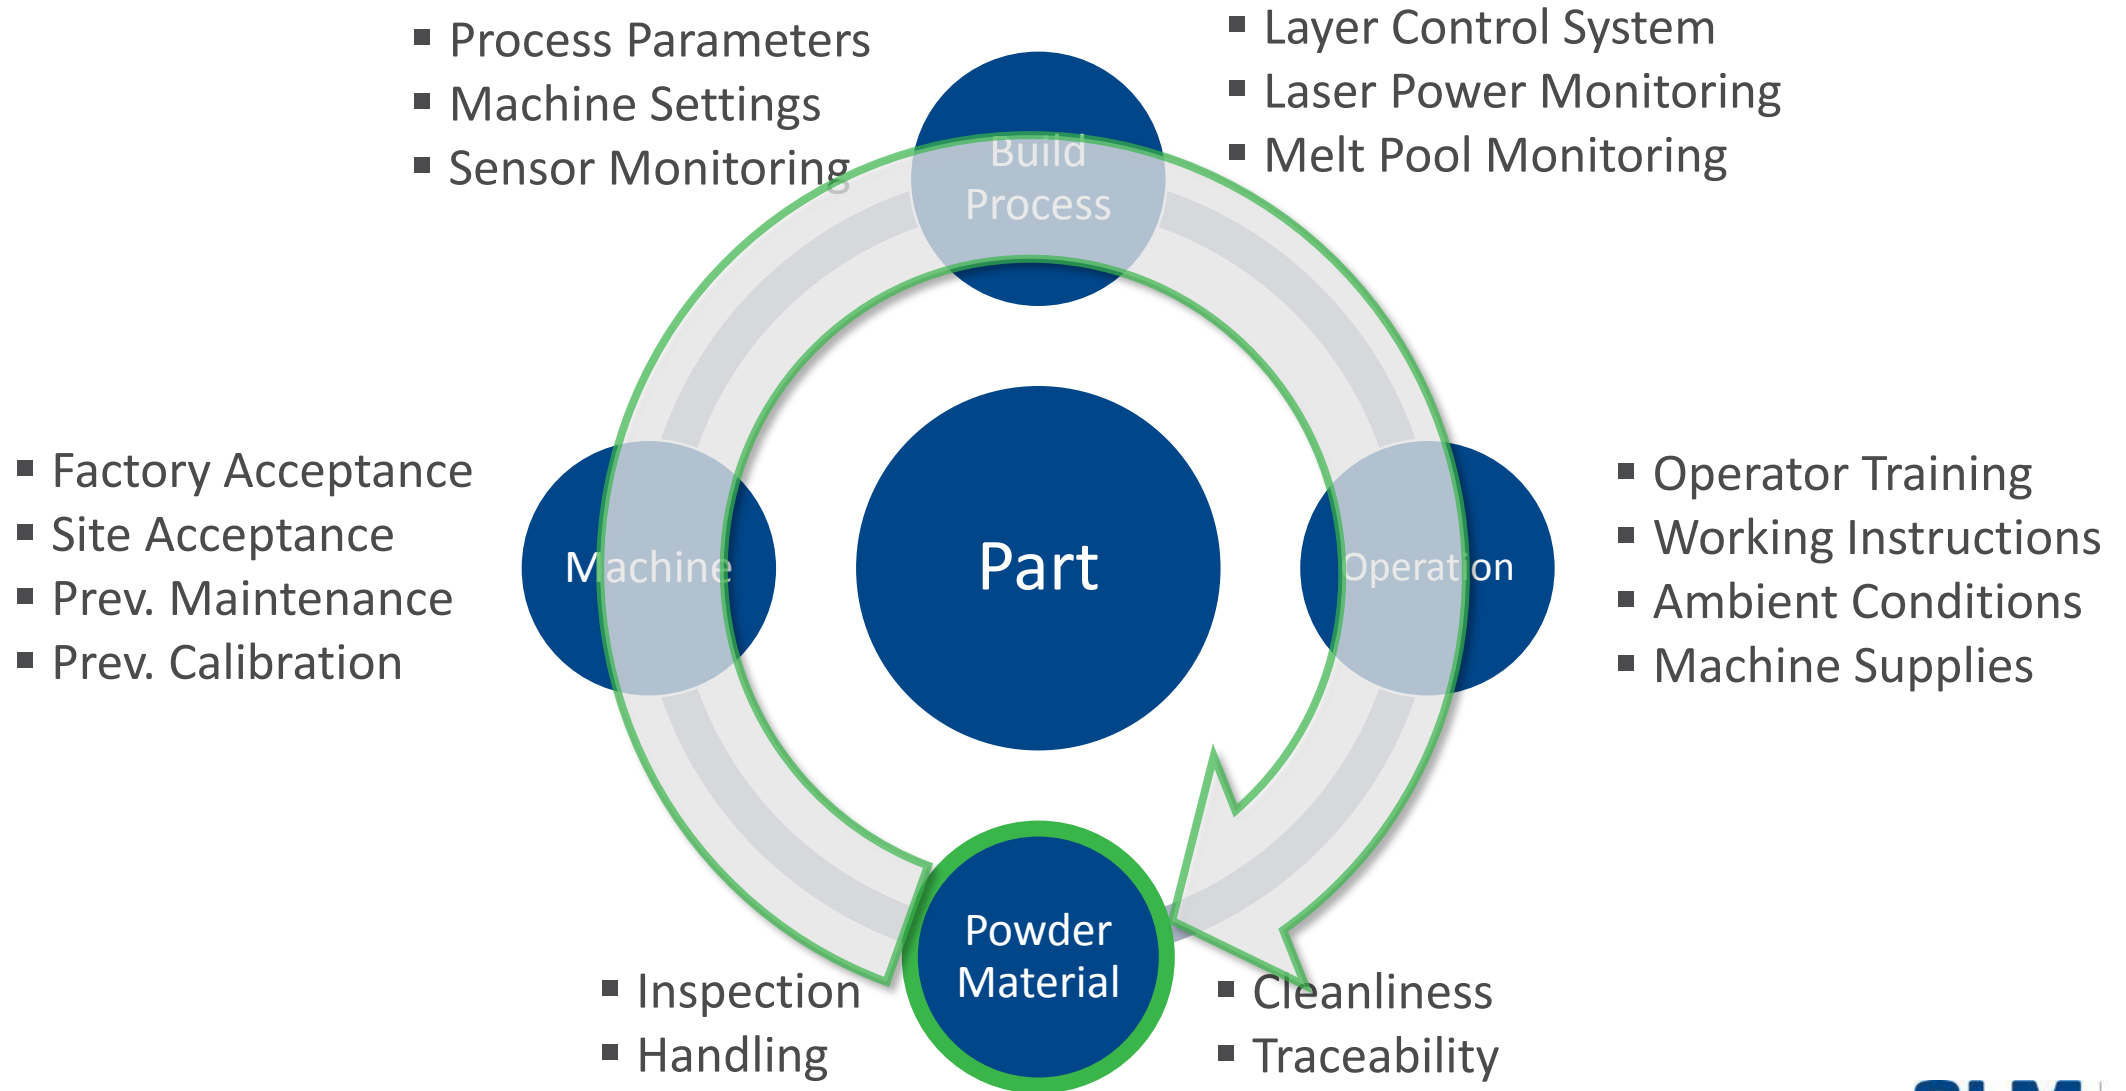 ▪ Process Parameters
▪ Machine Settings
▪ Sensor Monitoring
▪ Layer Control System
▪ Laser Power Monitoring
▪ Melt Pool Monitoring
Build
Process
▪ Factory Acceptance
▪ Site Acceptance
▪ Prev. Maintenance
▪ Prev. Calibration
Machine
Part
Operation
▪ Operator Training
▪ Working Instructions
▪ Ambient Conditions
▪ Machine Supplies
Powder
Material
▪ Inspection
▪ Handling
▪ Cleanliness
▪ Traceability
SLM